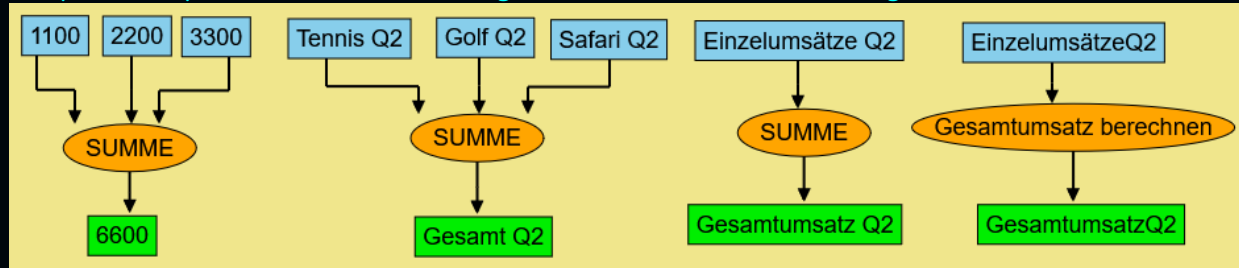 1100
2200
3300
SUMME
6600
Tennis Q2
Golf Q2
Safari Q2
SUMME
Gesamt Q2
Einzelumsätze Q2
SUMME
Gesamtumsatz Q2
EinzelumsätzeQ2
Gesamtumsatz berechnen
GesamtumsatzQ2